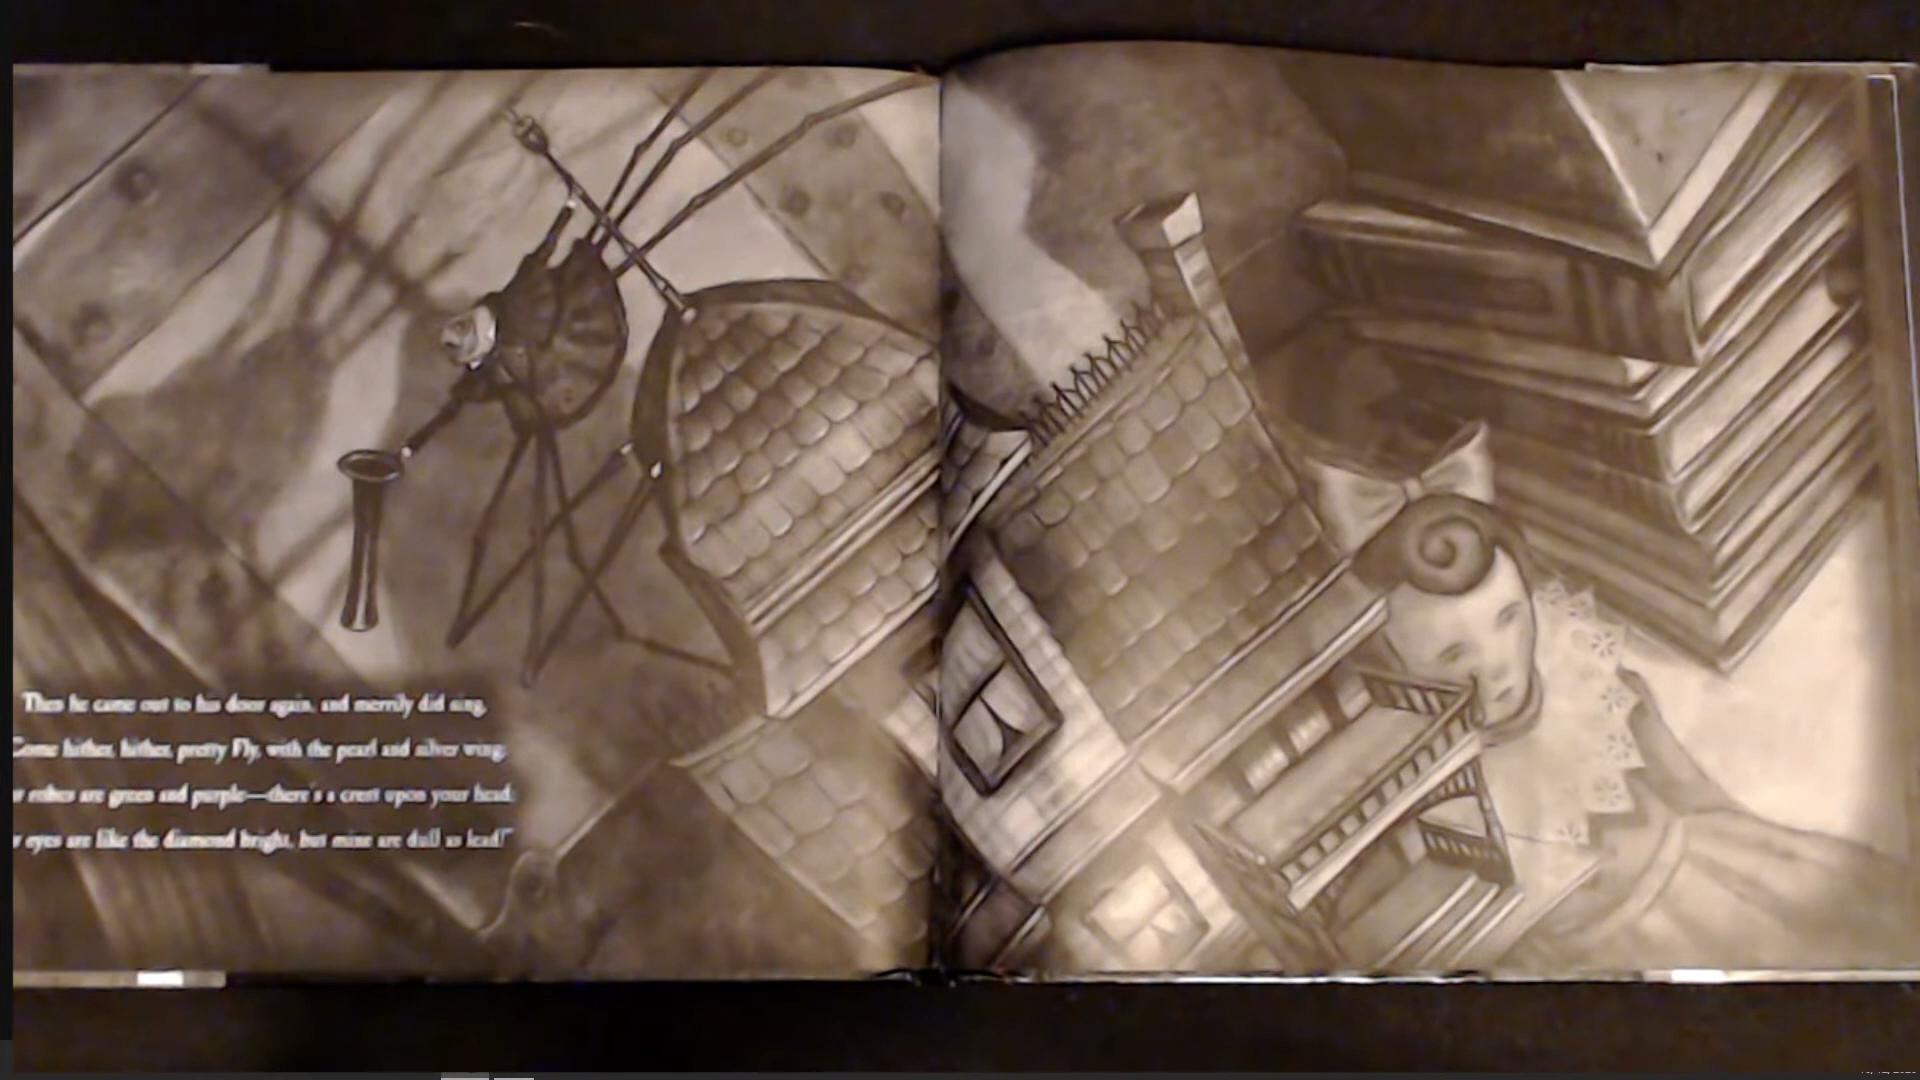 Then he came out to his door again, and merrily did sing,
Come hither, hither, pretty Fly, with the pearl and silver wing;
r robes are green and purple—there's a crest upon your head;
r eyes are like the diamond bright, but mine are dull as lead!"